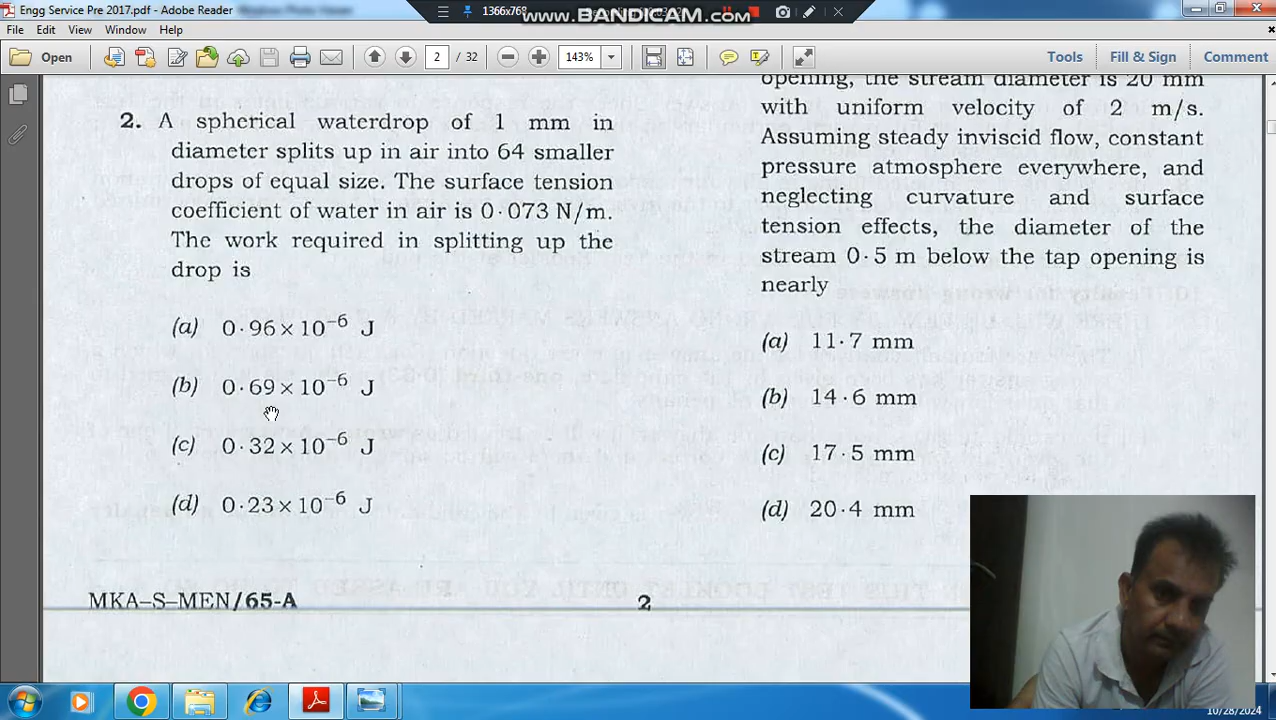 Engg Service Pre 2017.pdf - Adobe Reader
1366x768
www.BANDICAM.com
File Edit View Window Help
Open
2 / 32
143%
Tools
Fill & Sign
Comment
2. A spherical waterdrop of 1 mm in
diameter splits up in air into 64 smaller
drops of equal size. The surface tension
coefficient of water in air is 0·073 N/m.
The work required in splitting up the
drop is
(a) 0·96×10⁻⁶ J
(b) 0·69×10⁻⁶ J
(c) 0·32×10⁻⁶ J
(d) 0·23×10⁻⁶ J
MKA–S–MEN/65-A
2
opening, the stream diameter is 20 mm
with uniform velocity of 2 m/s.
Assuming steady inviscid flow, constant
pressure atmosphere everywhere, and
neglecting curvature and surface
tension effects, the diameter of the
stream 0·5 m below the tap opening is
nearly
(a) 11·7 mm
(b) 14·6 mm
(c) 17·5 mm
(d) 20·4 mm
10/28/2024